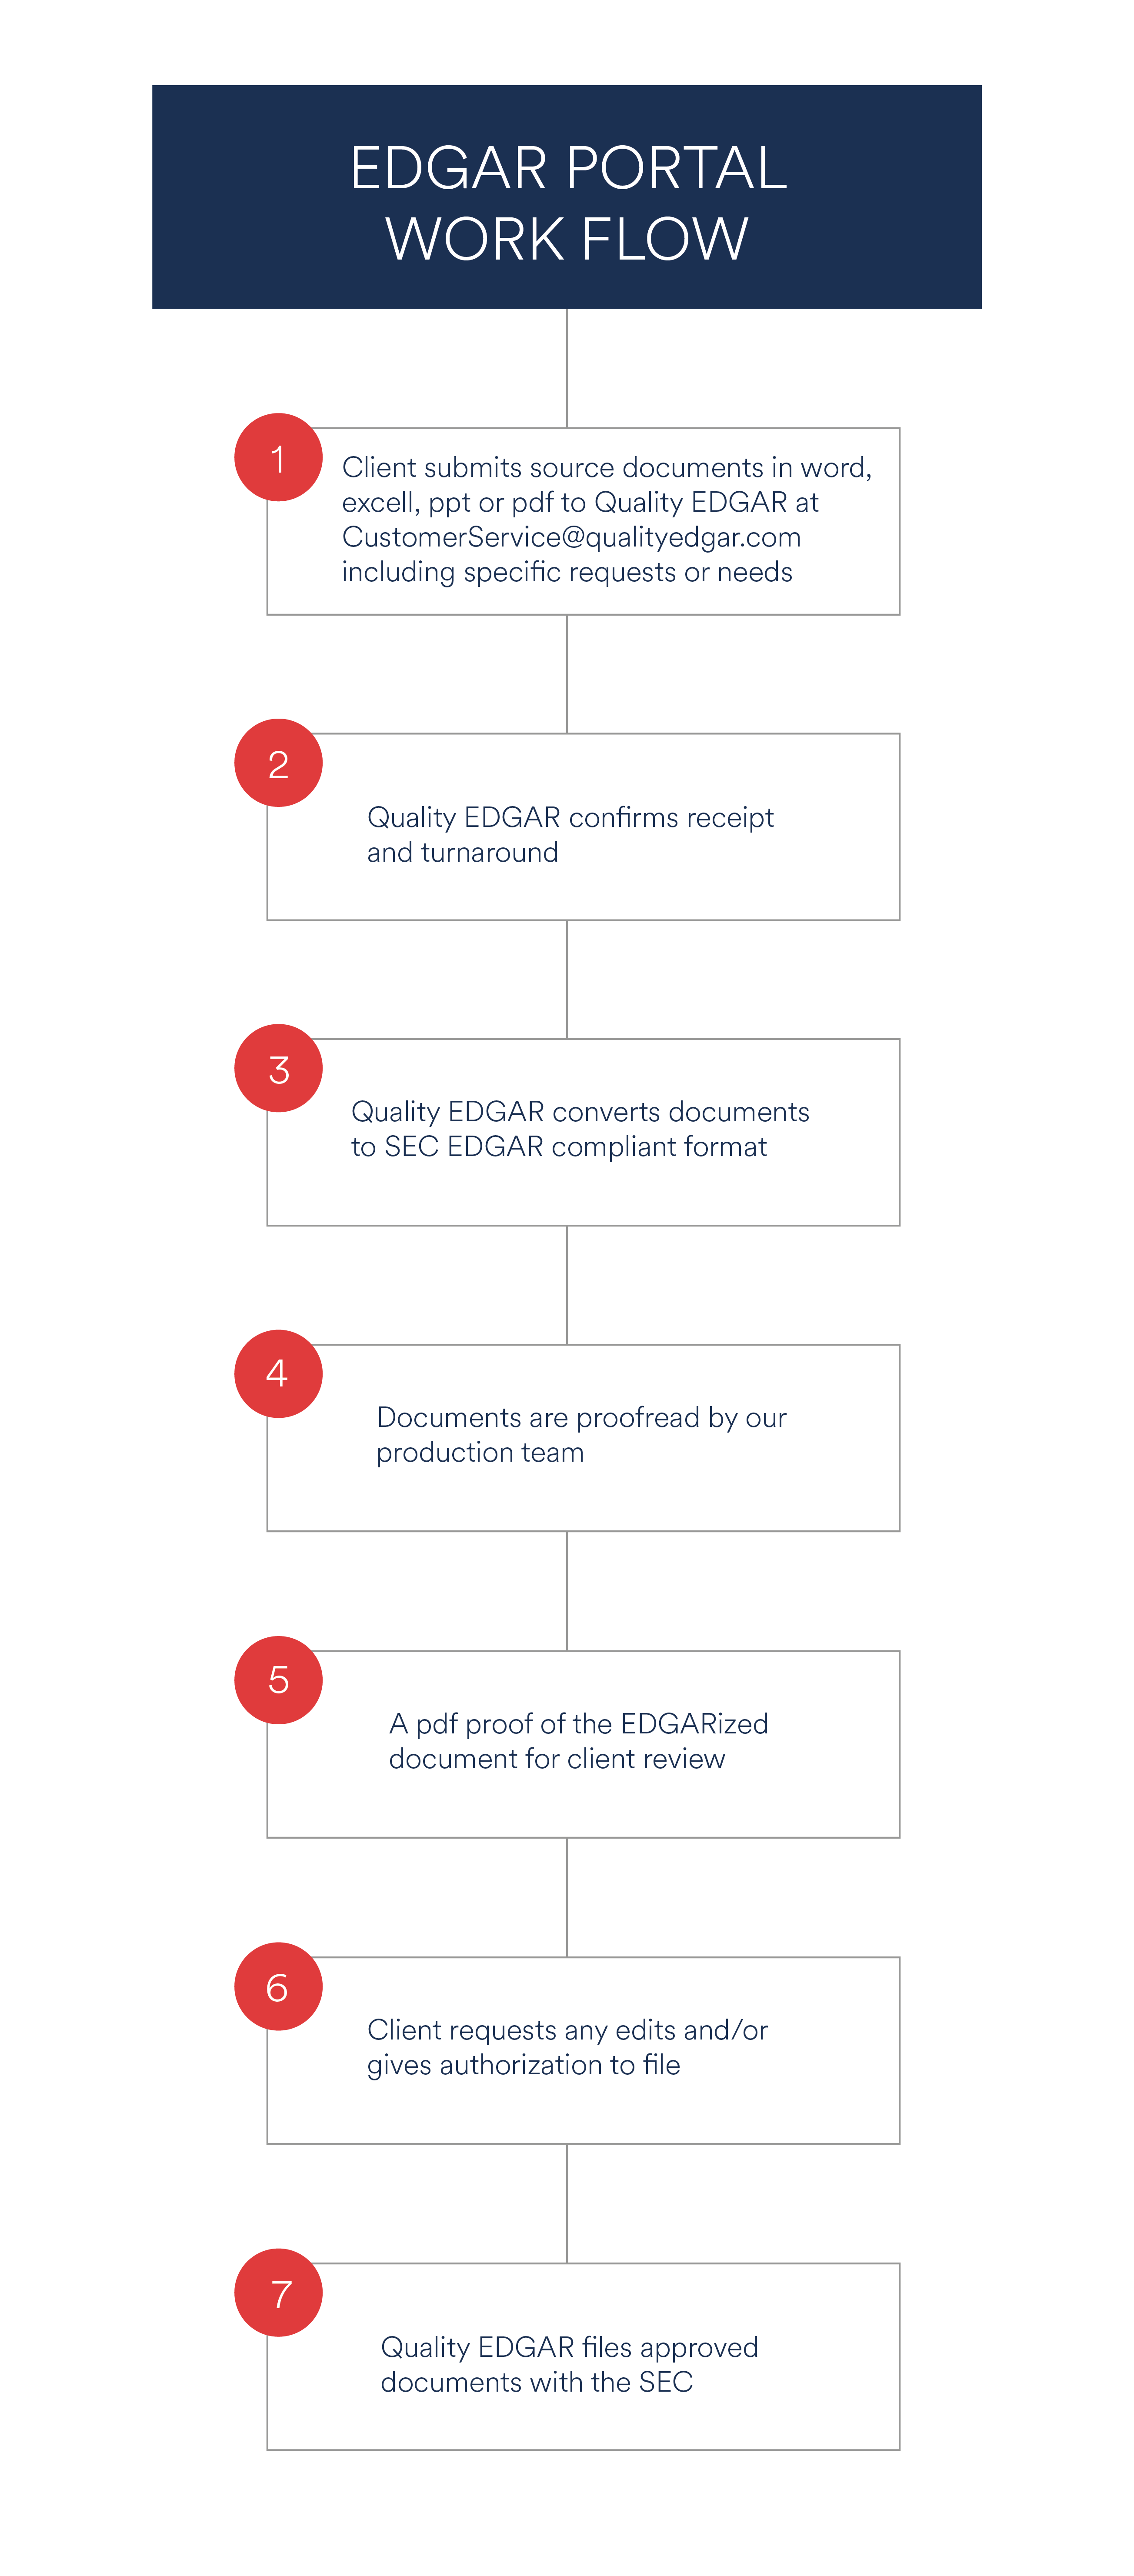 EDGAR PORTAL
WORK FLOW
1
Client submits source documents in word,
excell, ppt or pdf to Quality EDGAR at
CustomerService@qualityedgar.com
including specific requests or needs
2
Quality EDGAR confirms receipt
and turnaround
3
Quality EDGAR converts documents
to SEC EDGAR compliant format
4
Documents are proofread by our
production team
5
A pdf proof of the EDGARized
document for client review
6
Client requests any edits and/or
gives authorization to file
7
Quality EDGAR files approved
documents with the SEC